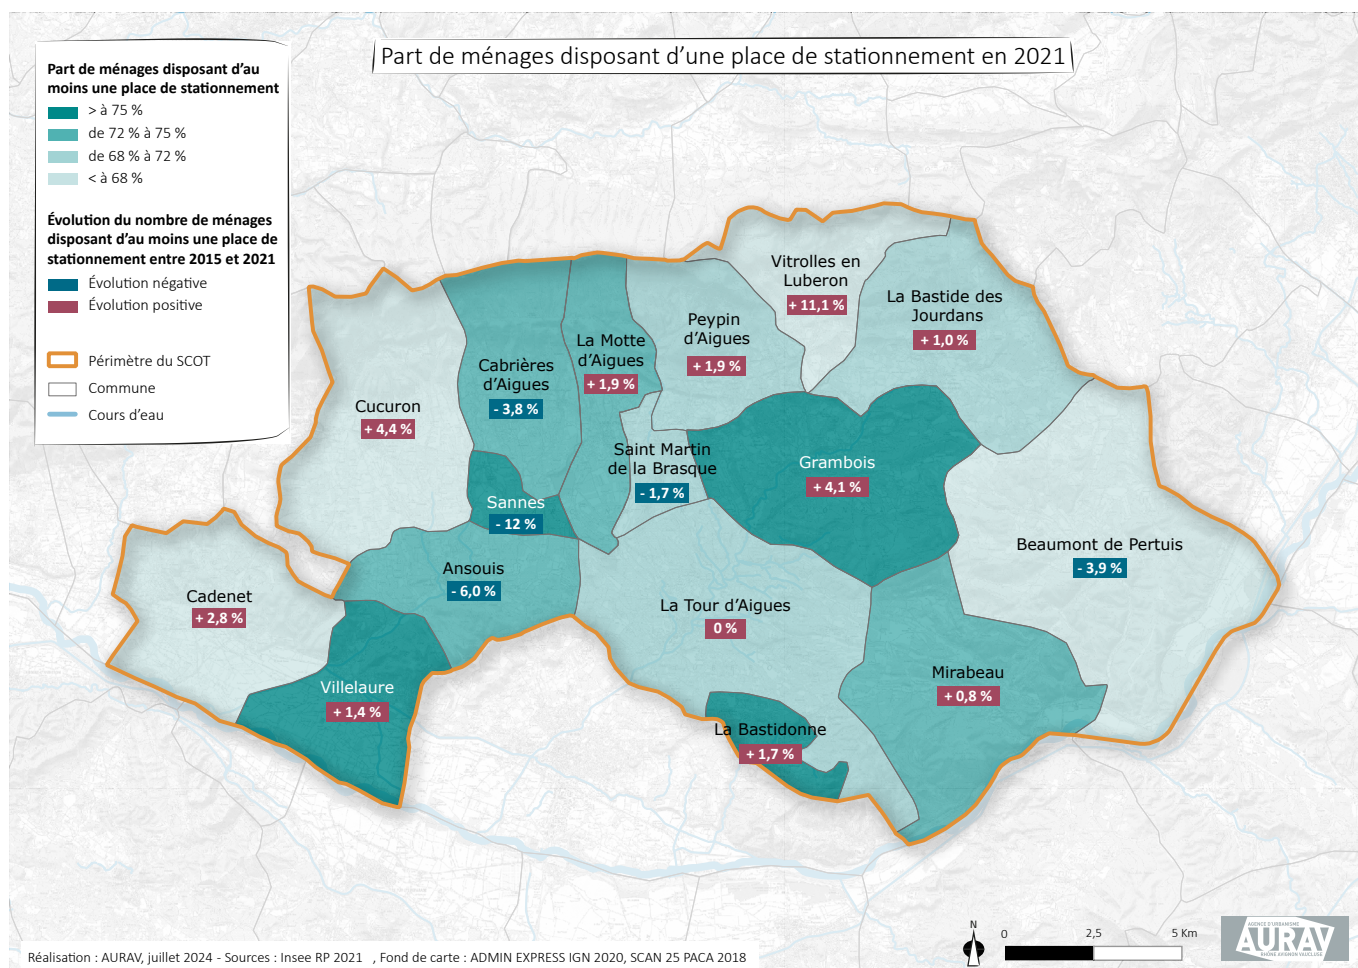 Part de ménages disposant d'une place de stationnement en 2021
Part de ménages disposant d'au
moins une place de stationnement
> à 75 %
de 72 % à 75 %
de 68 % à 72 %
< à 68 %
Évolution du nombre de ménages
disposant d'au moins une place de
stationnement entre 2015 et 2021
Évolution négative
Évolution positive
Périmètre du SCOT
Commune
Cours d'eau
Vitrolles en
Luberon
+ 11,1 %
La Bastide des
Jourdans
+ 1,0 %
Peypin
d'Aigues
+ 1,9 %
La Motte
d'Aigues
+ 1,9 %
Cabrières
d'Aigues
- 3,8 %
Cucuron
+ 4,4 %
Saint Martin
de la Brasque
- 1,7 %
Grambois
+ 4,1 %
Sannes
- 12 %
Beaumont de Pertuis
- 3,9 %
Ansouis
- 6,0 %
Cadenet
+ 2,8 %
La Tour d'Aigues
0 %
Mirabeau
+ 0,8 %
Villelaure
+ 1,4 %
La Bastidonne
+ 1,7 %
N
0 2,5 5 Km
AGENCE D'URBANISME
AURAV
RHÔNE AVIGNON VAUCLUSE
Réalisation : AURAV, juillet 2024 - Sources : Insee RP 2021 , Fond de carte : ADMIN EXPRESS IGN 2020, SCAN 25 PACA 2018